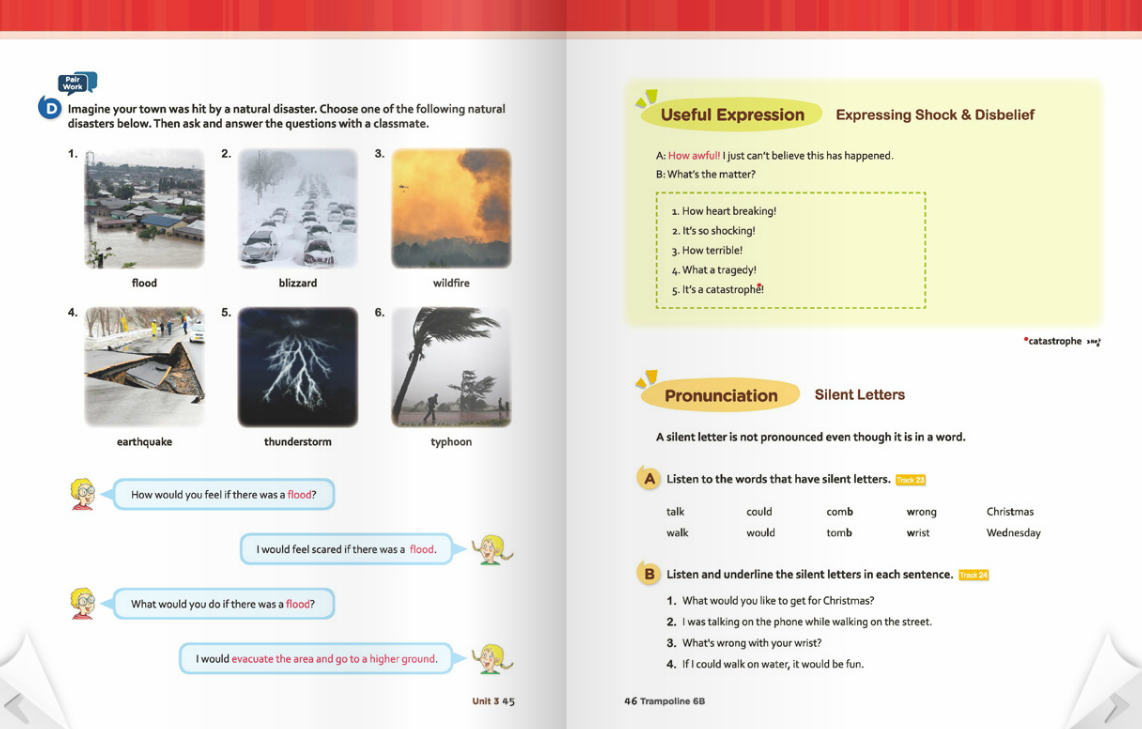 Pair
Work
D Imagine your town was hit by a natural disaster. Choose one of the following natural
disasters below. Then ask and answer the questions with a classmate.
1. 2. 3.
flood blizzard wildfire
4. 5. 6.
earthquake thunderstorm typhoon
How would you feel if there was a flood?
I would feel scared if there was a flood.
What would you do if there was a flood?
I would evacuate the area and go to a higher ground.
Unit 3 45
Useful Expression Expressing Shock & Disbelief
A: How awful! I just can't believe this has happened.
B: What's the matter?
1. How heart breaking!
2. It's so shocking!
3. How terrible!
4. What a tragedy!
5. It's a catastrophe!
*catastrophe
Pronunciation Silent Letters
A silent letter is not pronounced even though it is in a word.
A Listen to the words that have silent letters. Track 23
talk could comb wrong Christmas
walk would tomb wrist Wednesday
B Listen and underline the silent letters in each sentence. Track 24
1. What would you like to get for Christmas?
2. I was talking on the phone while walking on the street.
3. What's wrong with your wrist?
4. If I could walk on water, it would be fun.
46 Trampoline 6B